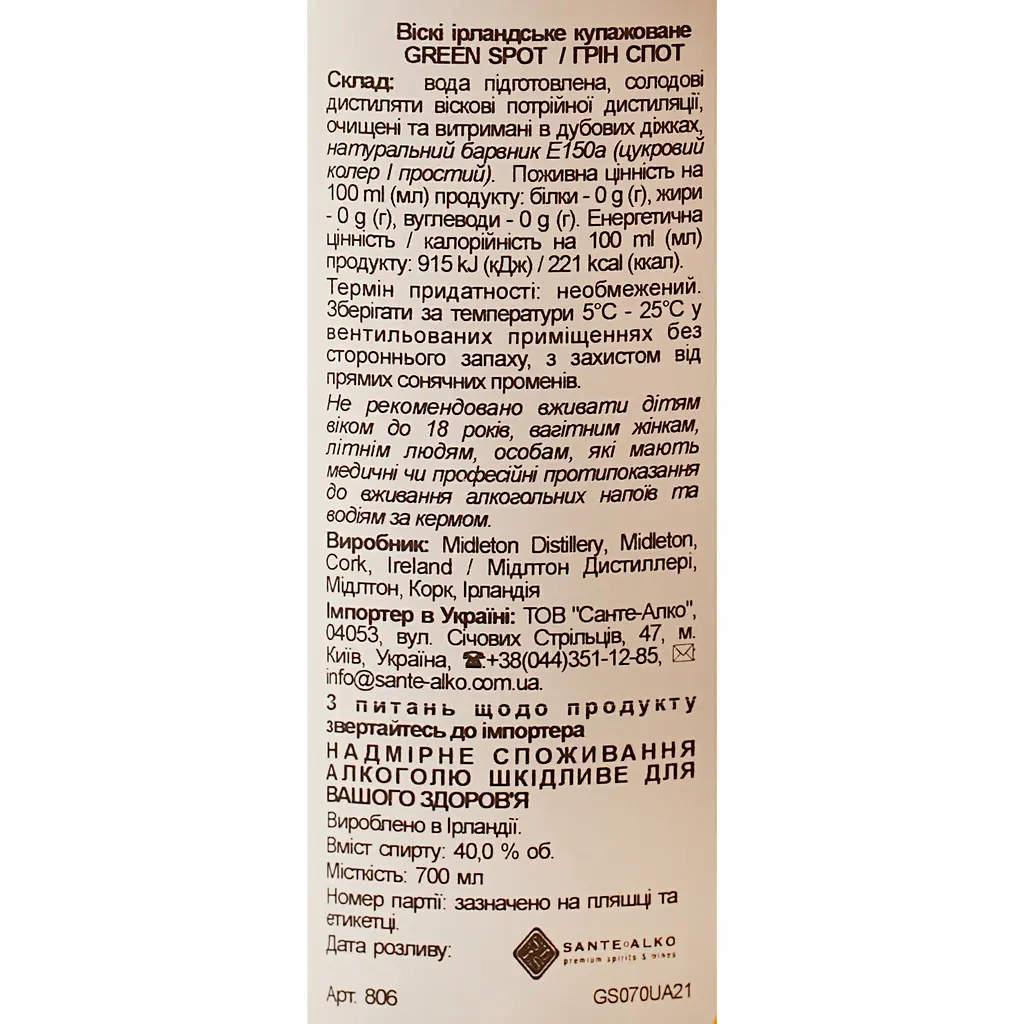 Віскі ірландське купажоване
GREEN SPOT / ГРІН СПОТ
Склад: вода підготовлена, солодові
дистиляти віскові потрійної дистиляції,
очищені та витримані в дубових діжках,
натуральний барвник Е150а (цукровий
колер I простий). Поживна цінність на
100 ml (мл) продукту: білки - 0 g (г), жири
- 0 g (г), вуглеводи - 0 g (г). Енергетична
цінність / калорійність на 100 ml (мл)
продукту: 915 kJ (кДж) / 221 kcal (ккал).
Термін придатності: необмежений.
Зберігати за температури 5°С - 25°С у
вентильованих приміщеннях без
стороннього запаху, з захистом від
прямих сонячних променів.
Не рекомендовано вживати дітям
віком до 18 років, вагітним жінкам,
літнім людям, особам, які мають
медичні чи професійні протипоказання
до вживання алкогольних напоїв та
водіям за кермом.
Виробник: Midleton Distillery, Midleton,
Cork, Ireland / Мідлтон Дистиллері,
Мідлтон, Корк, Ірландія
Імпортер в Україні: ТОВ "Санте-Алко",
04053, вул. Січових Стрільців, 47, м.
Київ, Україна, ☎:+38(044)351-12-85, ✉
info@sante-alko.com.ua.
З питань щодо продукту
звертайтесь до імпортера
НАДМІРНЕ СПОЖИВАННЯ
АЛКОГОЛЮ ШКІДЛИВЕ ДЛЯ
ВАШОГО ЗДОРОВ'Я
Вироблено в Ірландії.
Вміст спирту: 40,0 % об.
Місткість: 700 мл
Номер партії: зазначено на пляшці та
етикетці.
Дата розливу:
SANTE ALKO
premium spirits & wines
Арт. 806
GS070UA21